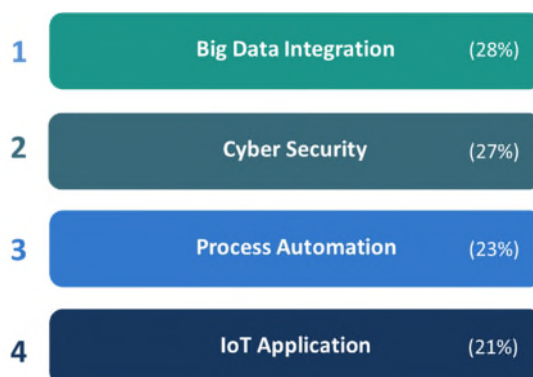 1 Big Data Integration (28%)
2 Cyber Security (27%)
3 Process Automation (23%)
4 IoT Application (21%)